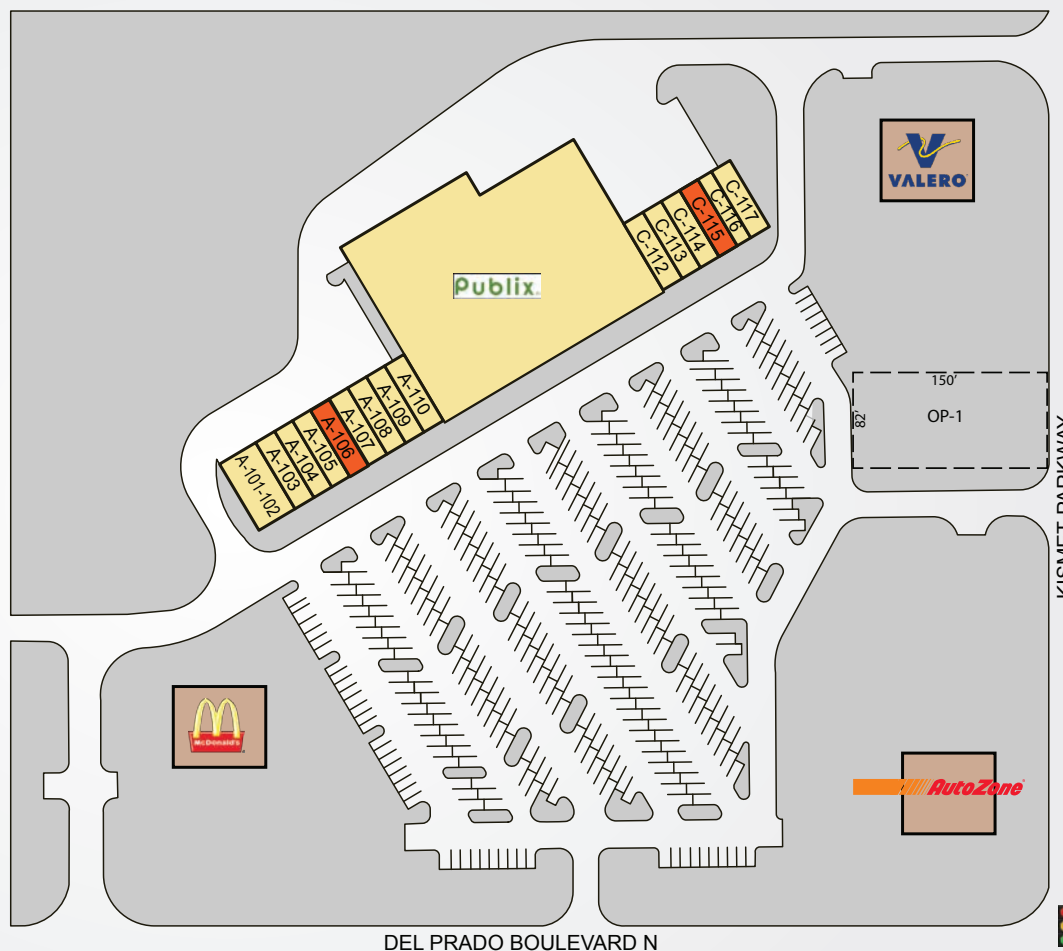 VALERO
C-117
C-116
C-115
C-114
C-113
C-112
Publix.
A-110
A-109
A-108
A-107
A-106
A-105
A-104
A-103
A-101-102
150'
82'
OP-1
KISMET PARKWAY
McDonald's
AutoZone
DEL PRADO BOULEVARD N